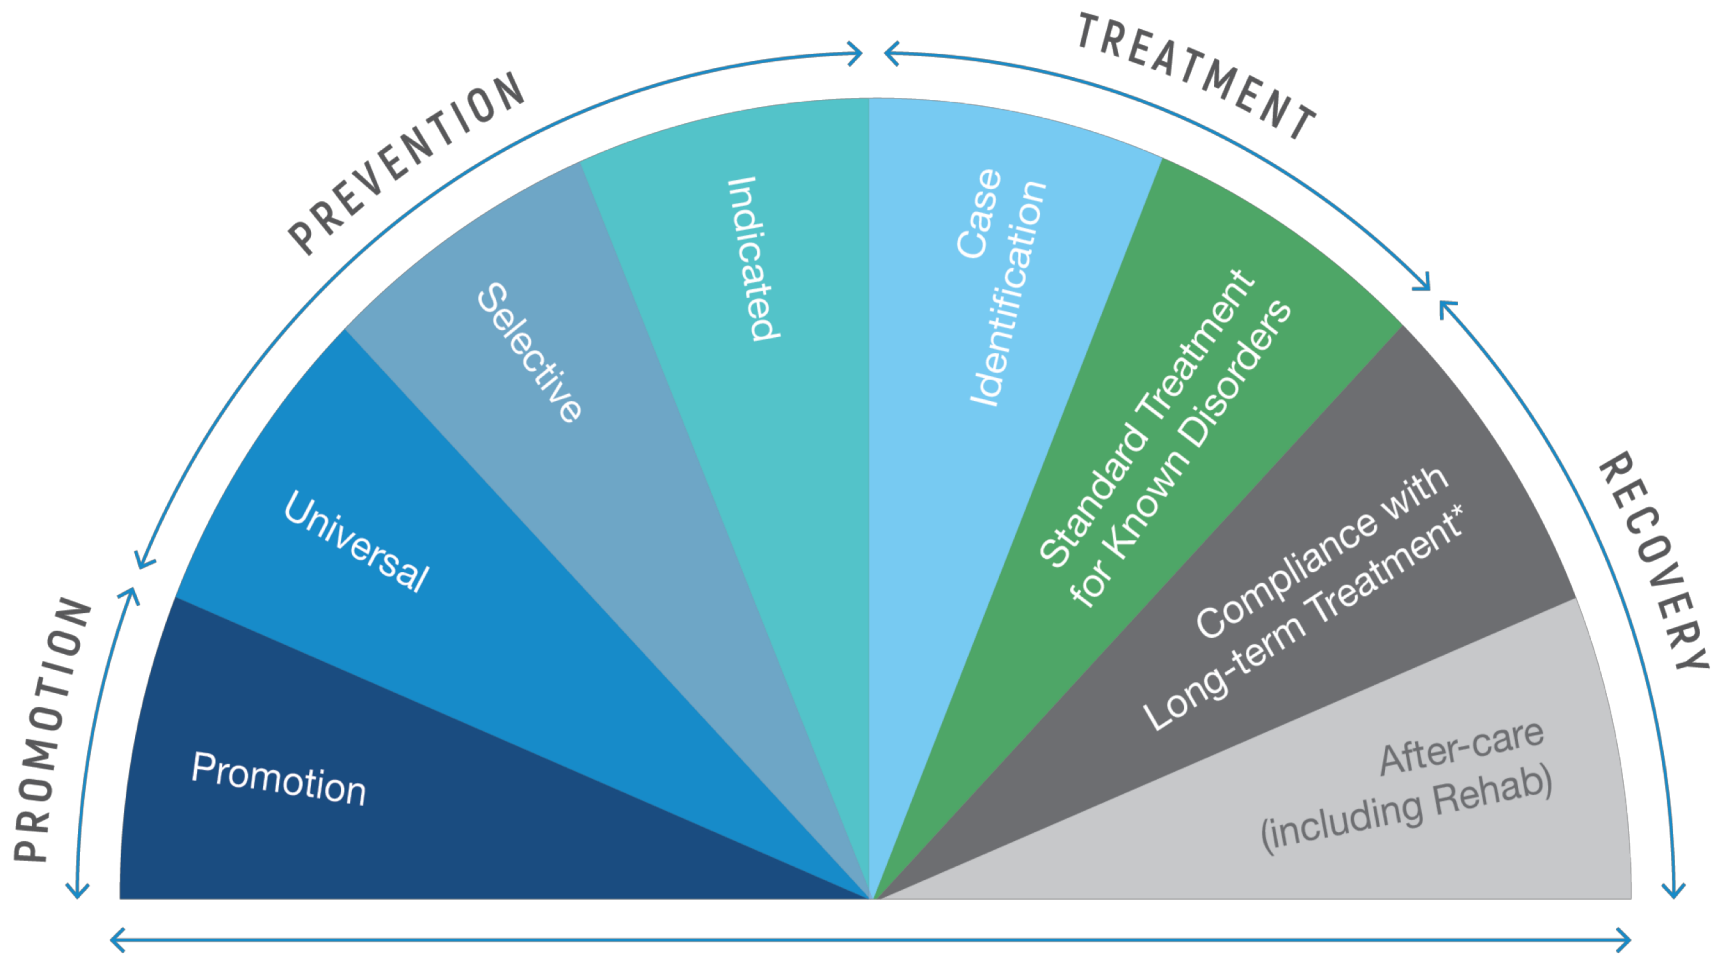 PROMOTION
PREVENTION
TREATMENT
RECOVERY
Promotion
Universal
Selective
Indicated
Case
Identification
Standard Treatment
for Known Disorders
Compliance with
Long-term Treatment*
After-care
(including Rehab)